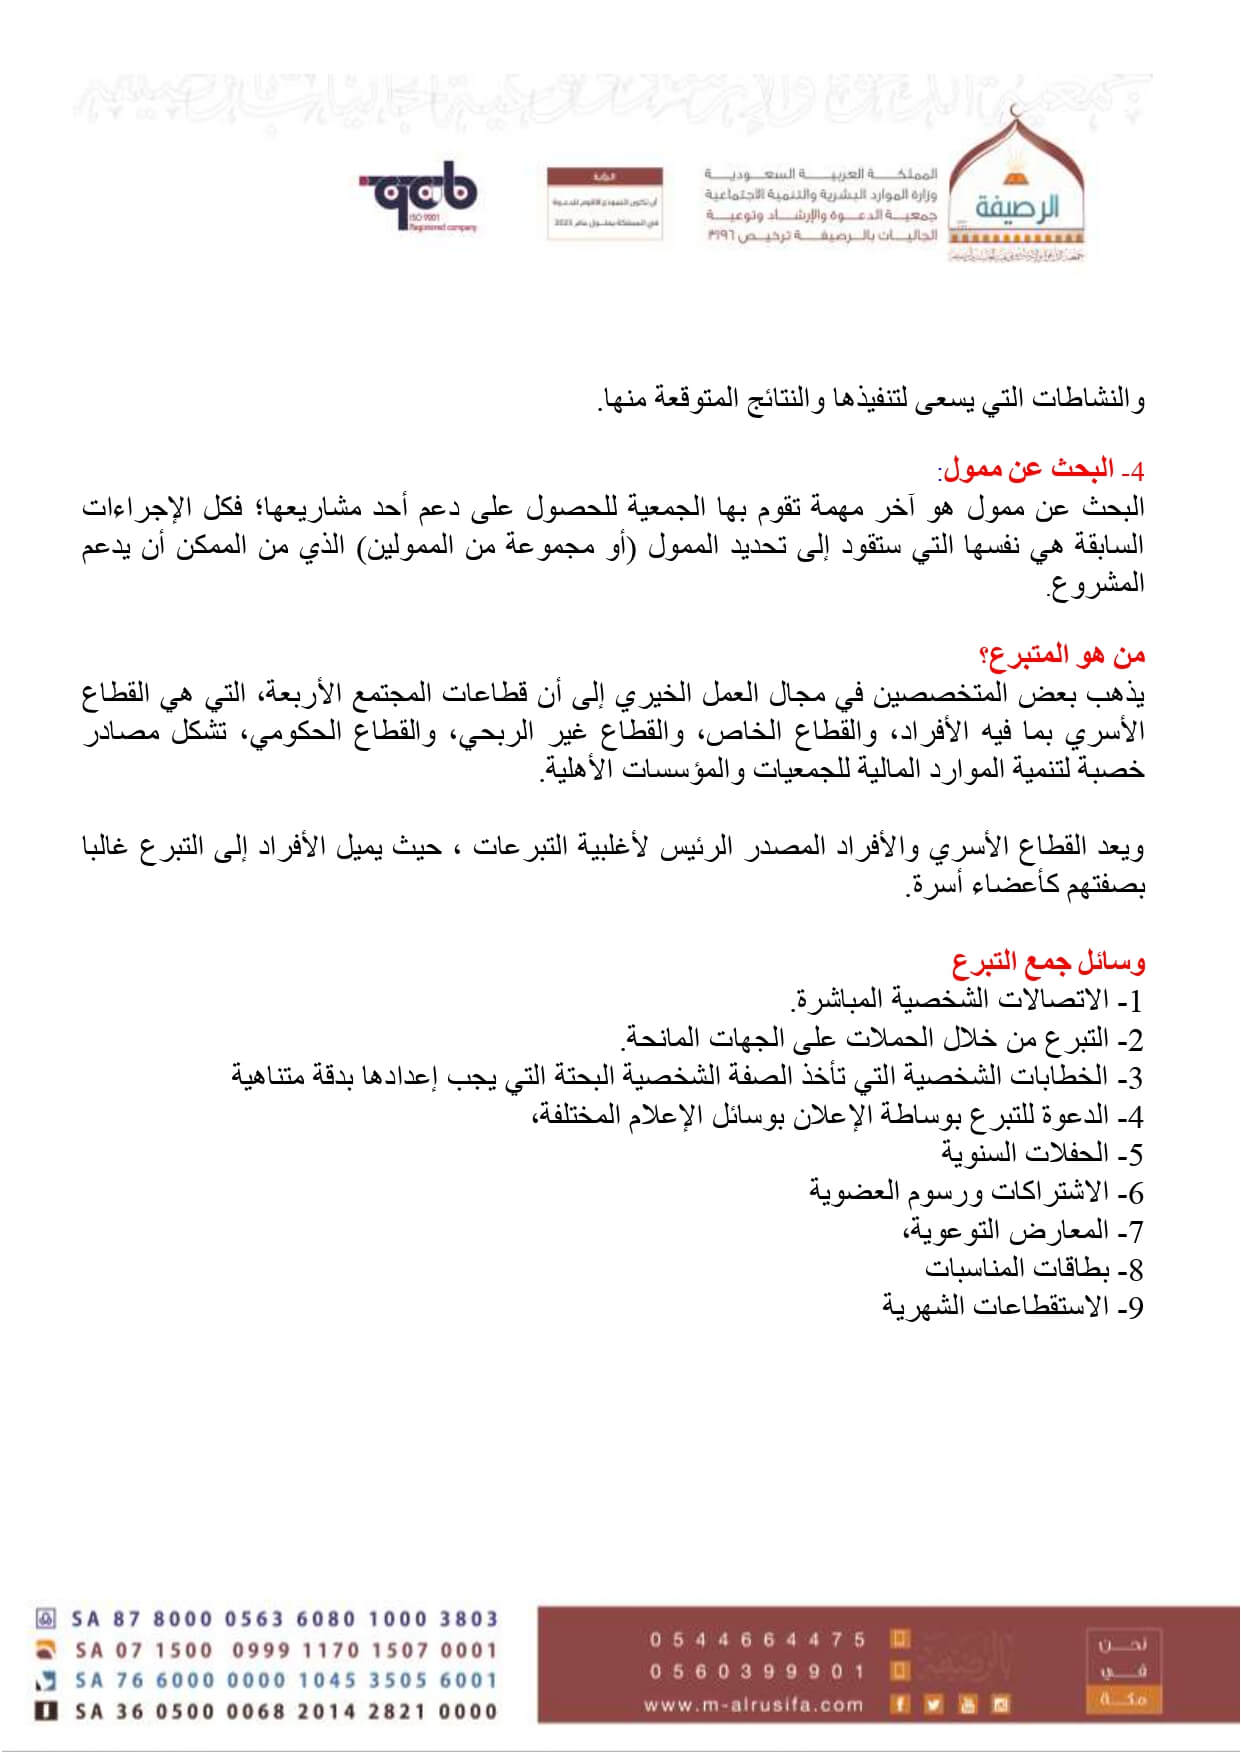 المملكة العربية السعودية
وزارة الموارد البشرية والتنمية الاجتماعية
جمعية الدعوة والإرشاد وتوعية
الجاليات بالرصيفة ترخيص ٣١٩٦
الرصيفة
أن نكون النموذج الأقوم للدعوة
في المملكة بحلول عام 2023
qab
ISO 9001
Registered company
والنشاطات التي يسعى لتنفيذها والنتائج المتوقعة منها.
4- البحث عن ممول:
البحث عن ممول هو آخر مهمة تقوم بها الجمعية للحصول على دعم أحد مشاريعها؛ فكل الإجراءات
السابقة هي نفسها التي ستقود إلى تحديد الممول (أو مجموعة من الممولين) الذي من الممكن أن يدعم
المشروع.
من هو المتبرع؟
يذهب بعض المتخصصين في مجال العمل الخيري إلى أن قطاعات المجتمع الأربعة، التي هي القطاع
الأسري بما فيه الأفراد، والقطاع الخاص، والقطاع غير الربحي، والقطاع الحكومي، تشكل مصادر
خصبة لتنمية الموارد المالية للجمعيات والمؤسسات الأهلية.
ويعد القطاع الأسري والأفراد المصدر الرئيس لأغلبية التبرعات ، حيث يميل الأفراد إلى التبرع غالبا
بصفتهم كأعضاء أسرة.
وسائل جمع التبرع
1- الاتصالات الشخصية المباشرة.
2- التبرع من خلال الحملات على الجهات المانحة.
3- الخطابات الشخصية التي تأخذ الصفة الشخصية البحتة التي يجب إعدادها بدقة متناهية
4- الدعوة للتبرع بوساطة الإعلان بوسائل الإعلام المختلفة،
5- الحفلات السنوية
6- الاشتراكات ورسوم العضوية
7- المعارض التوعوية،
8- بطاقات المناسبات
9- الاستقطاعات الشهرية
SA 87 8000 0563 6080 1000 3803
SA 07 1500 0999 1170 1507 0001
SA 76 6000 0000 1045 3505 6001
SA 36 0500 0068 2014 2821 0000
0544664475
0560399901
www.m-alrusifa.com
نحن
في
مكة